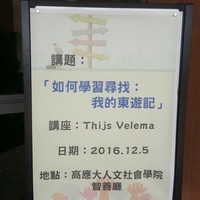 講題：
「如何學習尋找：
我的東遊記」
講座：Thijs Velema
日期：2016.12.5
地點：高應大人文社會學院
智善廳